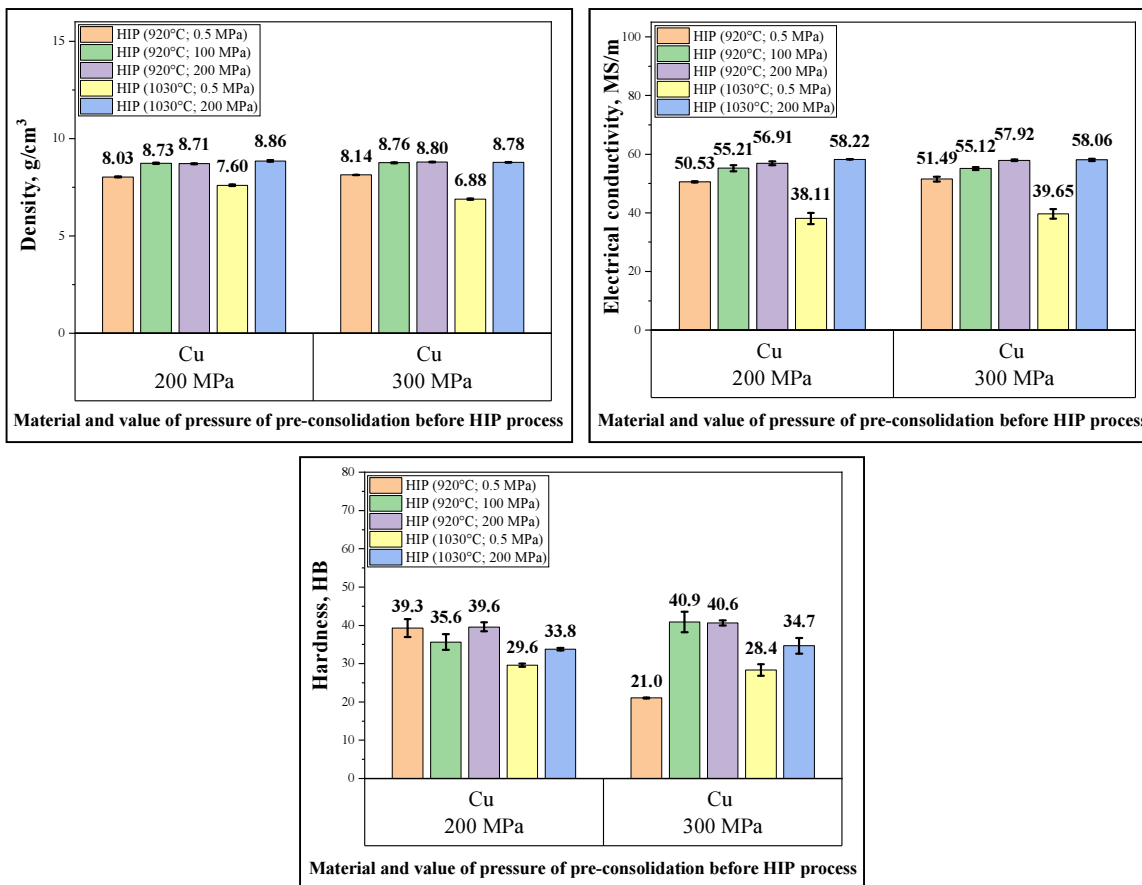 15
10
5
0
Density, g/cm³
HIP (920°C; 0.5 MPa)
HIP (920°C; 100 MPa)
HIP (920°C; 200 MPa)
HIP (1030°C; 0.5 MPa)
HIP (1030°C; 200 MPa)
8.03 8.73 8.71 7.60 8.86
8.14 8.76 8.80 6.88 8.78
Cu Cu
200 MPa 300 MPa
Material and value of pressure of pre-consolidation before HIP process
100
80
60
40
20
0
Electrical conductivity, MS/m
HIP (920°C; 0.5 MPa)
HIP (920°C; 100 MPa)
HIP (920°C; 200 MPa)
HIP (1030°C; 0.5 MPa)
HIP (1030°C; 200 MPa)
50.53 55.21 56.91 38.11 58.22
51.49 55.12 57.92 39.65 58.06
Cu Cu
200 MPa 300 MPa
Material and value of pressure of pre-consolidation before HIP process
80
70
60
50
40
30
20
10
0
Hardness, HB
HIP (920°C; 0.5 MPa)
HIP (920°C; 100 MPa)
HIP (920°C; 200 MPa)
HIP (1030°C; 0.5 MPa)
HIP (1030°C; 200 MPa)
39.3 35.6 39.6 29.6 33.8
21.0 40.9 40.6 28.4 34.7
Cu Cu
200 MPa 300 MPa
Material and value of pressure of pre-consolidation before HIP process